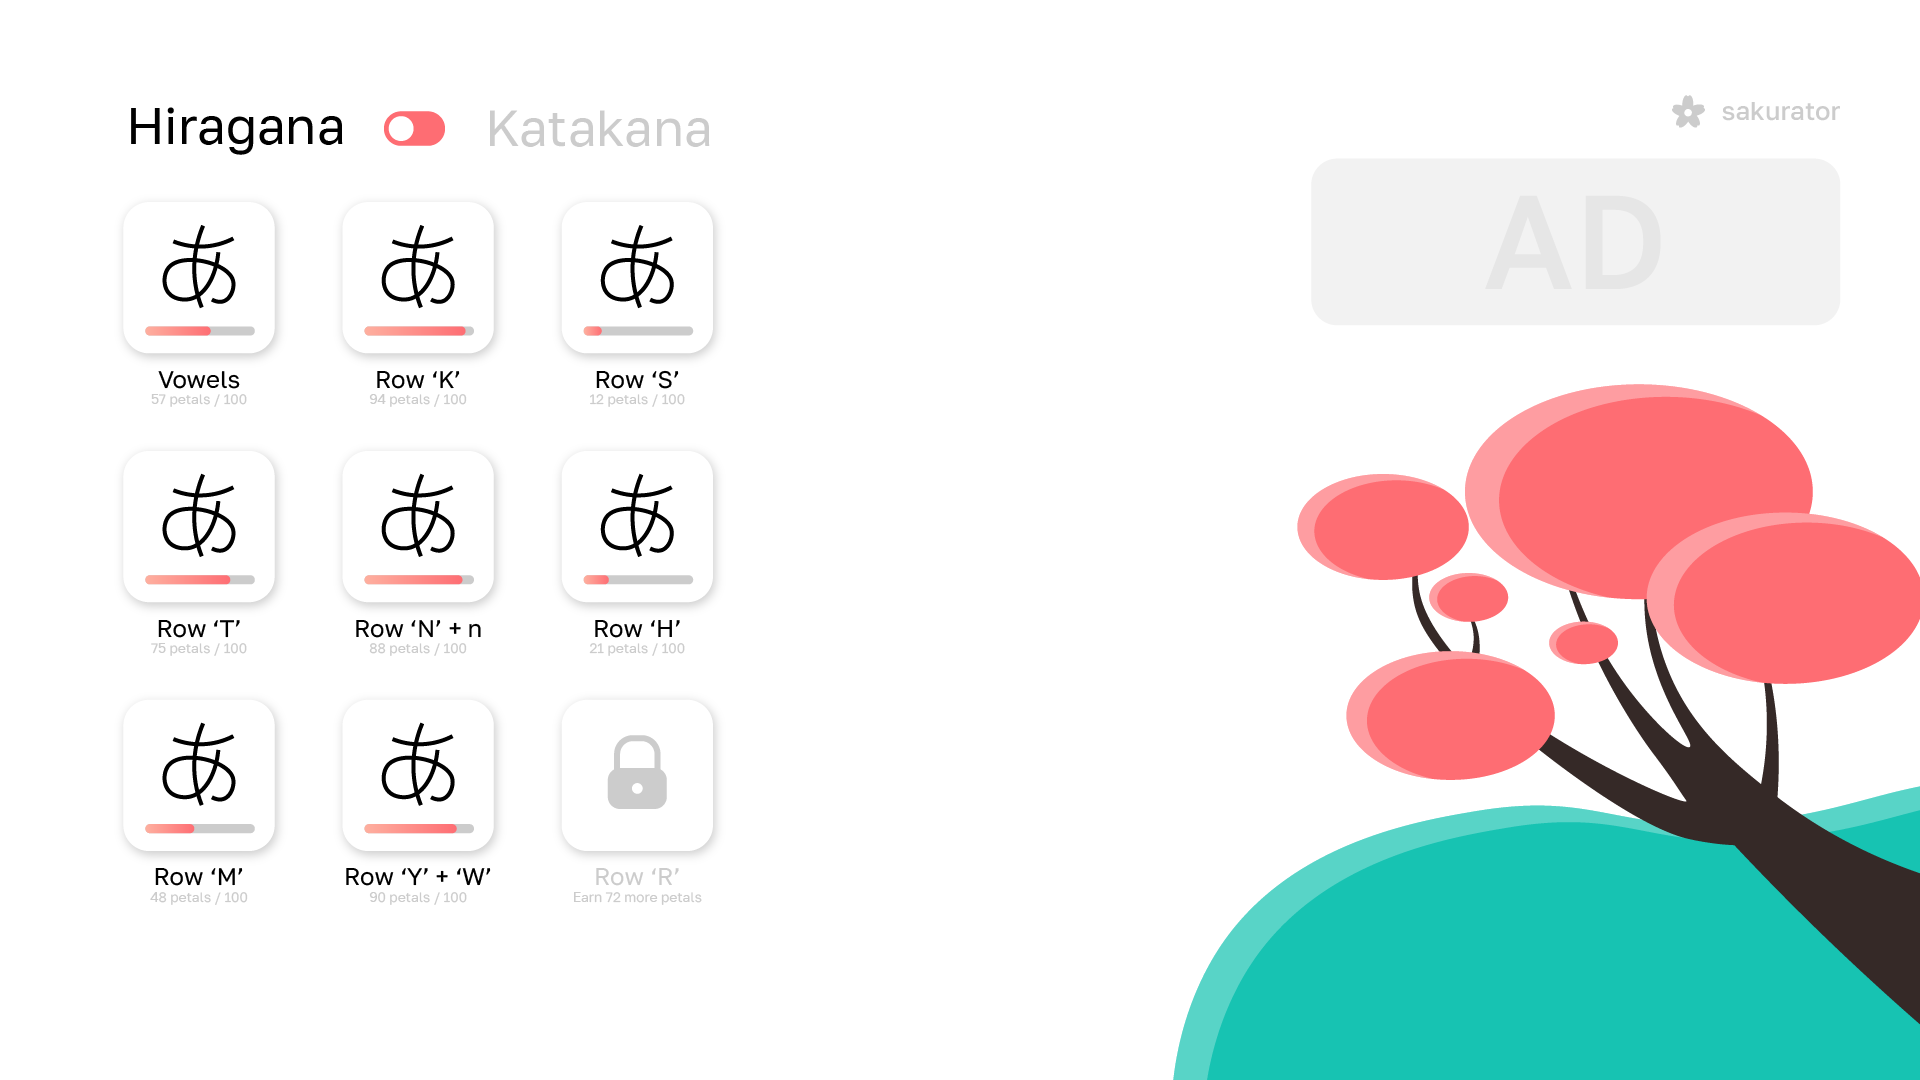 Hiragana Katakana
sakurator
AD
あ あ あ
Vowels Row ‘K’ Row ‘S’
57 petals / 100 94 petals / 100 12 petals / 100
あ あ あ
Row ‘T’ Row ‘N’ + n Row ‘H’
75 petals / 100 88 petals / 100 21 petals / 100
あ あ
Row ‘M’ Row ‘Y’ + ‘W’ Row ‘R’
48 petals / 100 90 petals / 100 Earn 72 more petals